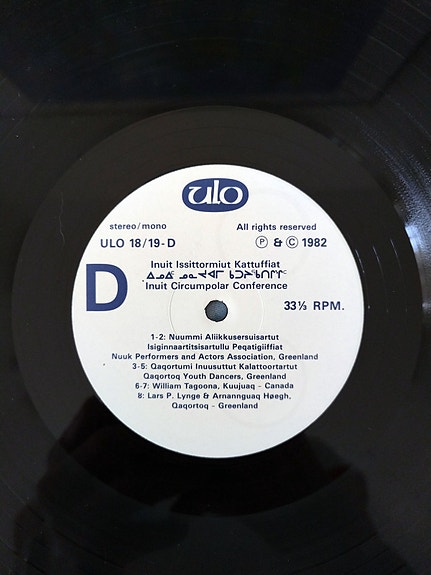 ulo
stereo/mono
All rights reserved
ULO 18/19-D
Ⓟ & © 1982
D
Inuit Issittormiut Kattuffiat
Inuit Circumpolar Conference
33⅓ RPM.
1-2: Nuummi Aliikkusersuisartut
Isiginnaartitsisartullu Peqatigiiffiat
Nuuk Performers and Actors Association, Greenland
3-5: Qaqortumi Inuusuttut Kalattoortartut
Qaqortoq Youth Dancers, Greenland
6-7: William Tagoona, Kuujuaq - Canada
8: Lars P. Lynge & Arnannguaq Høegh,
Qaqortoq - Greenland